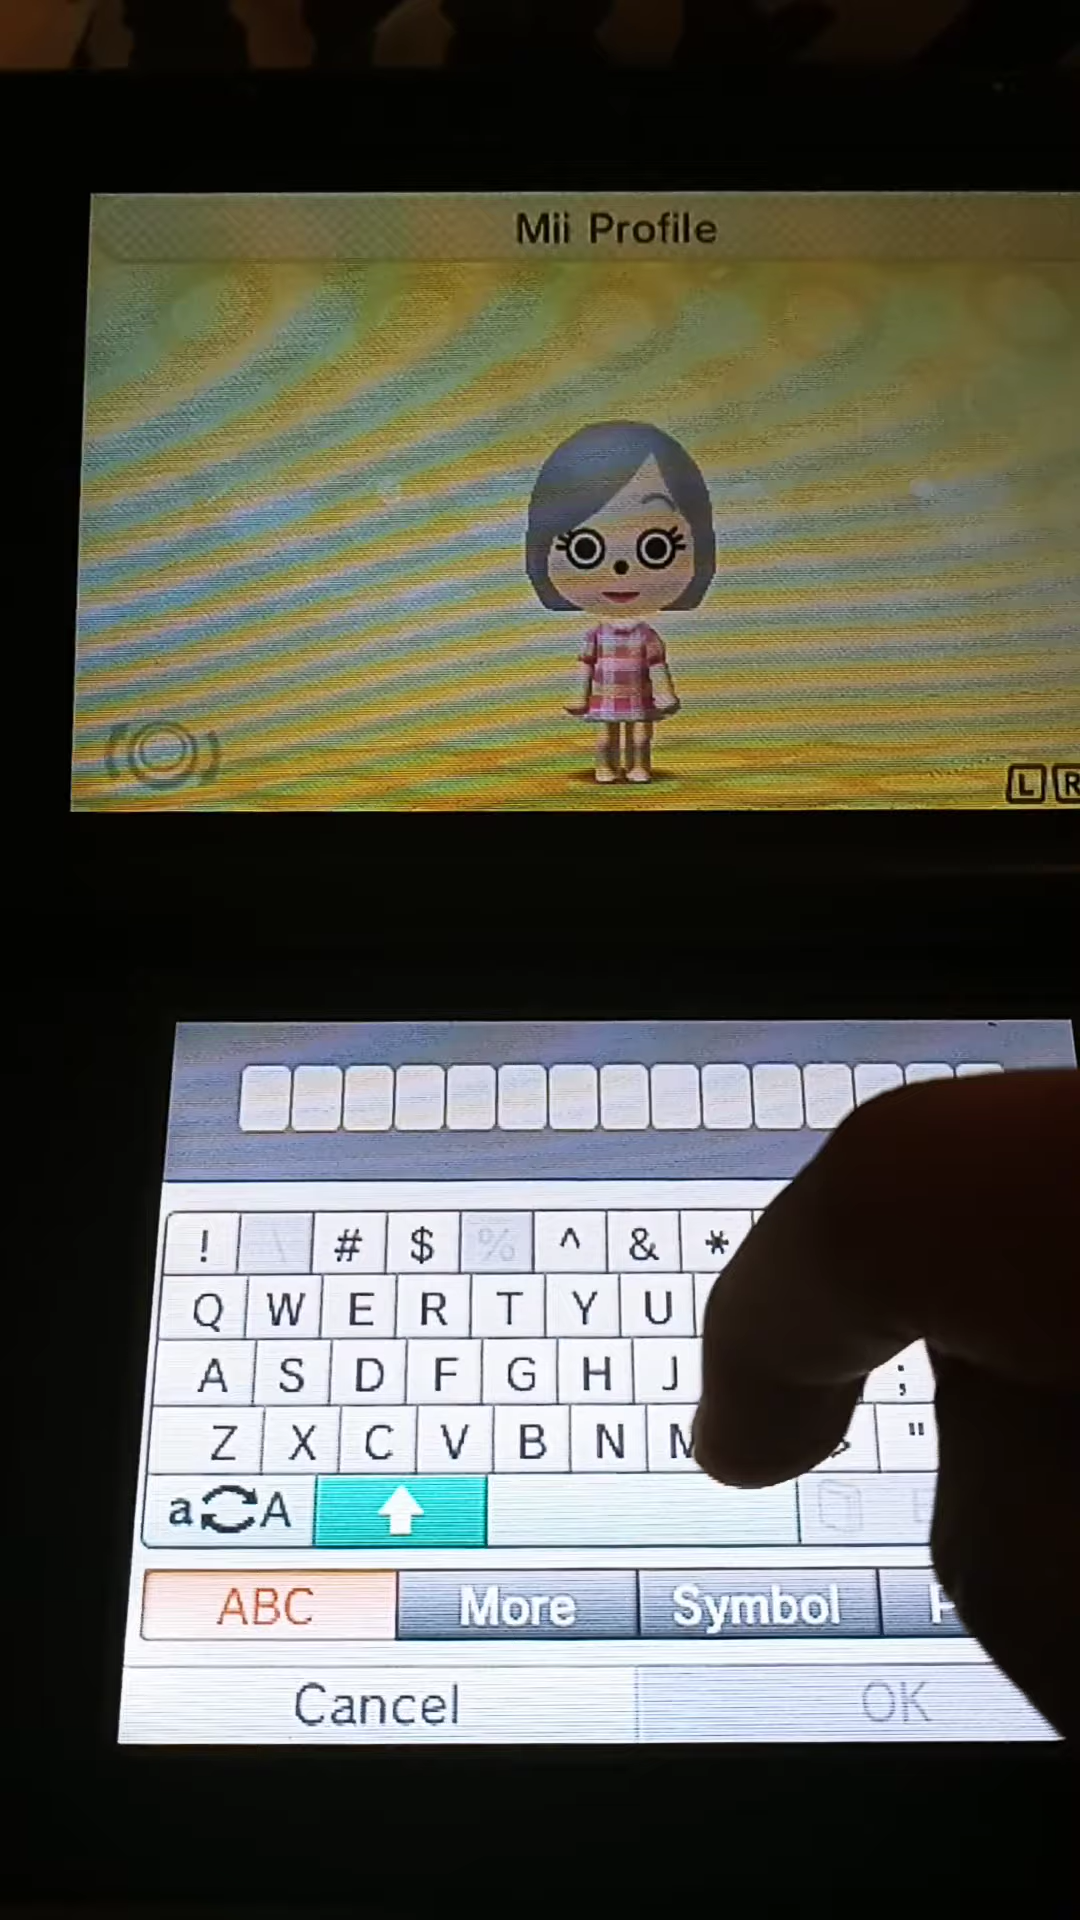 Mii Profile
L R
! \ # $ % ^ & *
Q W E R T Y U
A S D F G H J ;
Z X C V B N M > "
a A
ABC More Symbol
Cancel OK